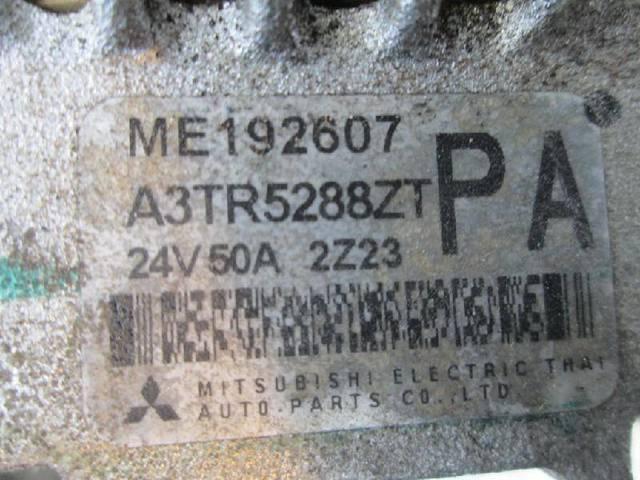 ME192607
A3TR5288ZT
PA
24V 50A 2Z23
MITSUBISHI ELECTRIC THAI
AUTO.PARTS CO.,LTD